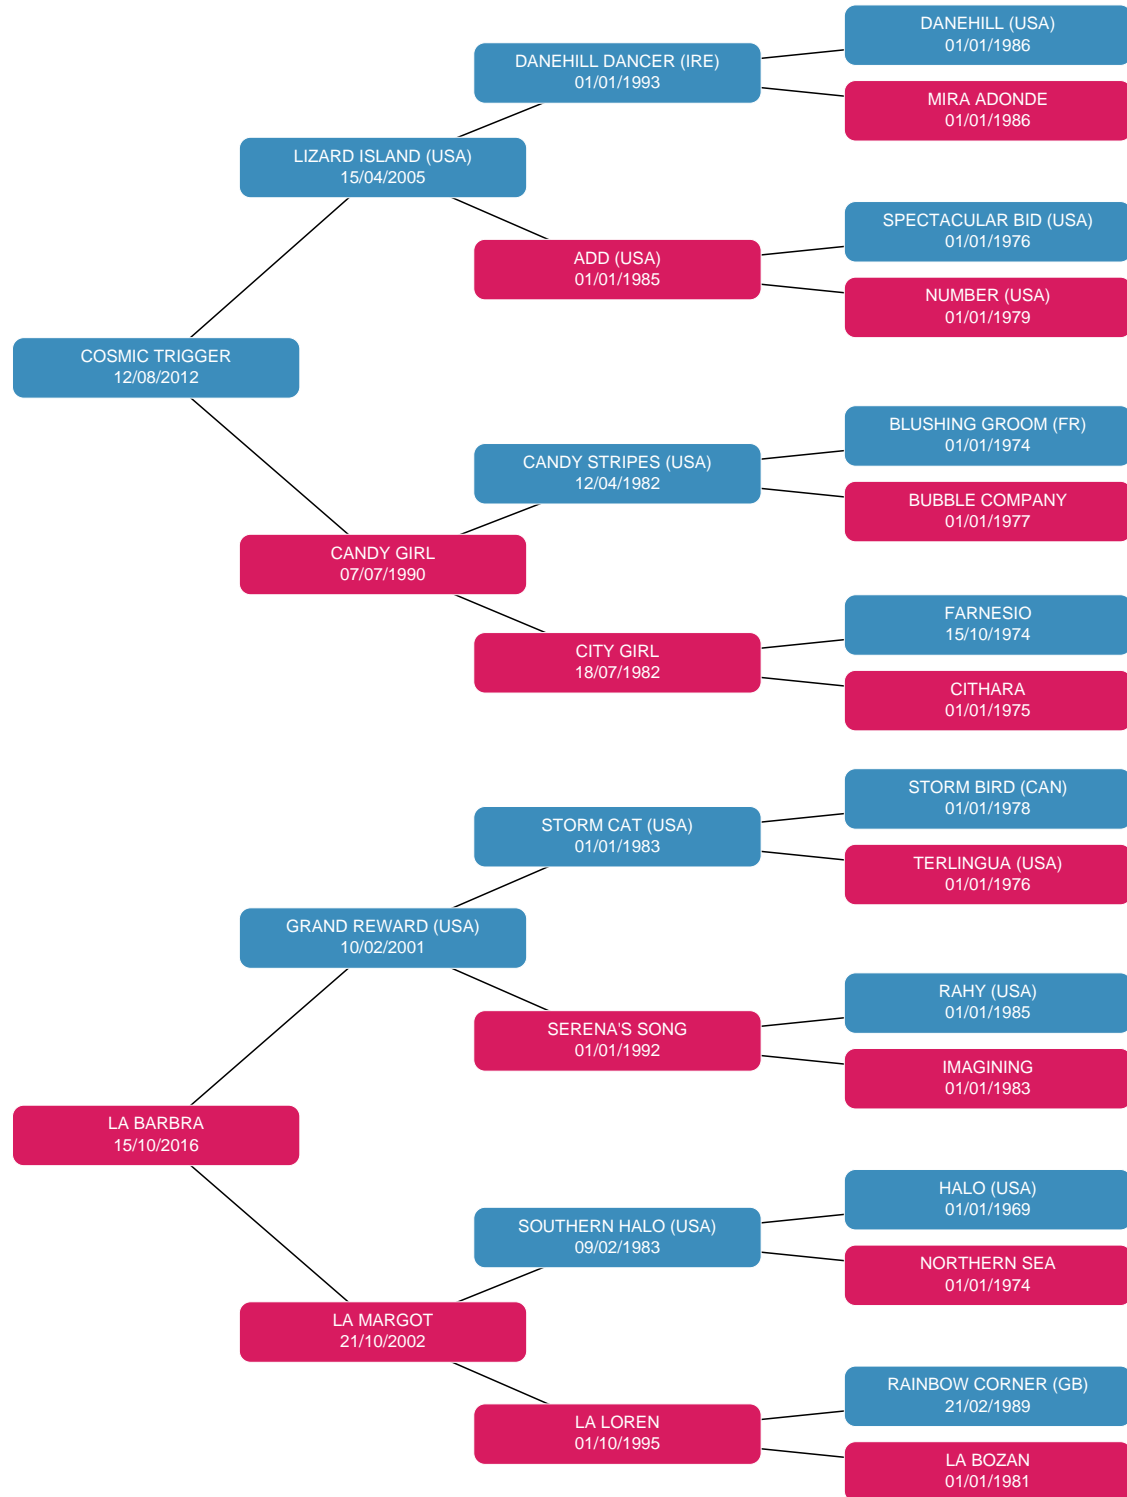 DANEHILL (USA)
01/01/1986
DANEHILL DANCER (IRE)
01/01/1993
MIRA ADONDE
01/01/1986
LIZARD ISLAND (USA)
15/04/2005
SPECTACULAR BID (USA)
01/01/1976
ADD (USA)
01/01/1985
NUMBER (USA)
01/01/1979
COSMIC TRIGGER
12/08/2012
BLUSHING GROOM (FR)
01/01/1974
CANDY STRIPES (USA)
12/04/1982
BUBBLE COMPANY
01/01/1977
CANDY GIRL
07/07/1990
FARNESIO
15/10/1974
CITY GIRL
18/07/1982
CITHARA
01/01/1975
STORM BIRD (CAN)
01/01/1978
STORM CAT (USA)
01/01/1983
TERLINGUA (USA)
01/01/1976
GRAND REWARD (USA)
10/02/2001
RAHY (USA)
01/01/1985
SERENA'S SONG
01/01/1992
IMAGINING
01/01/1983
LA BARBRA
15/10/2016
HALO (USA)
01/01/1969
SOUTHERN HALO (USA)
09/02/1983
NORTHERN SEA
01/01/1974
LA MARGOT
21/10/2002
RAINBOW CORNER (GB)
21/02/1989
LA LOREN
01/10/1995
LA BOZAN
01/01/1981